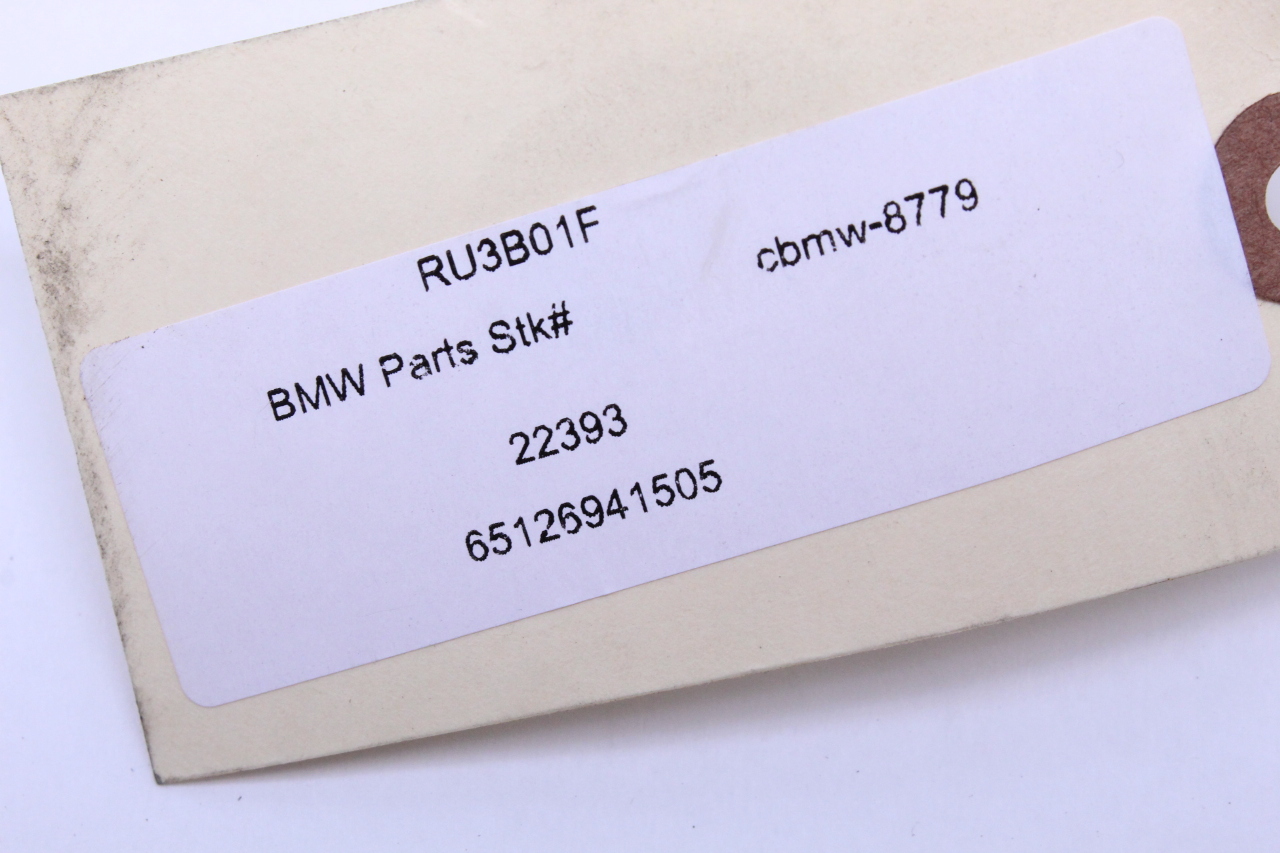 RU3B01F cbmw-8779
BMW Parts Stk#
22393
65126941505